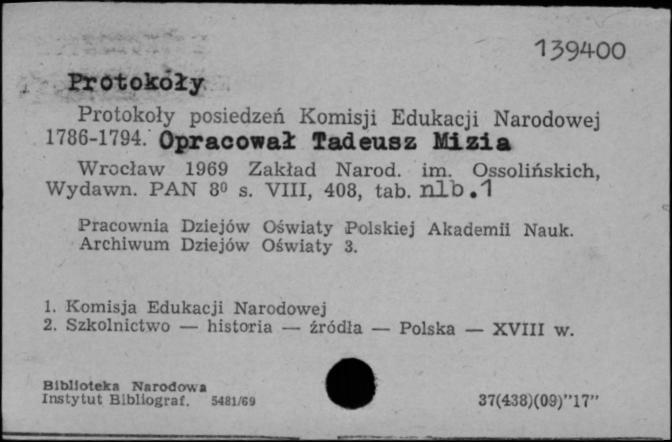 139400
Protokoły
Protokoły posiedzeń Komisji Edukacji Narodowej
1786-1794. Opracował Tadeusz Mizia
Wrocław 1969 Zakład Narod. im. Ossolińskich,
Wydawn. PAN 8⁰ s. VIII, 408, tab. nlb.1
Pracownia Dziejów Oświaty Polskiej Akademii Nauk.
Archiwum Dziejów Oświaty 3.
1. Komisja Edukacji Narodowej
2. Szkolnictwo — historia — źródła — Polska — XVIII w.
Biblioteka Narodowa
Instytut Bibliograf. 5481/69
37(438)(09)"17"